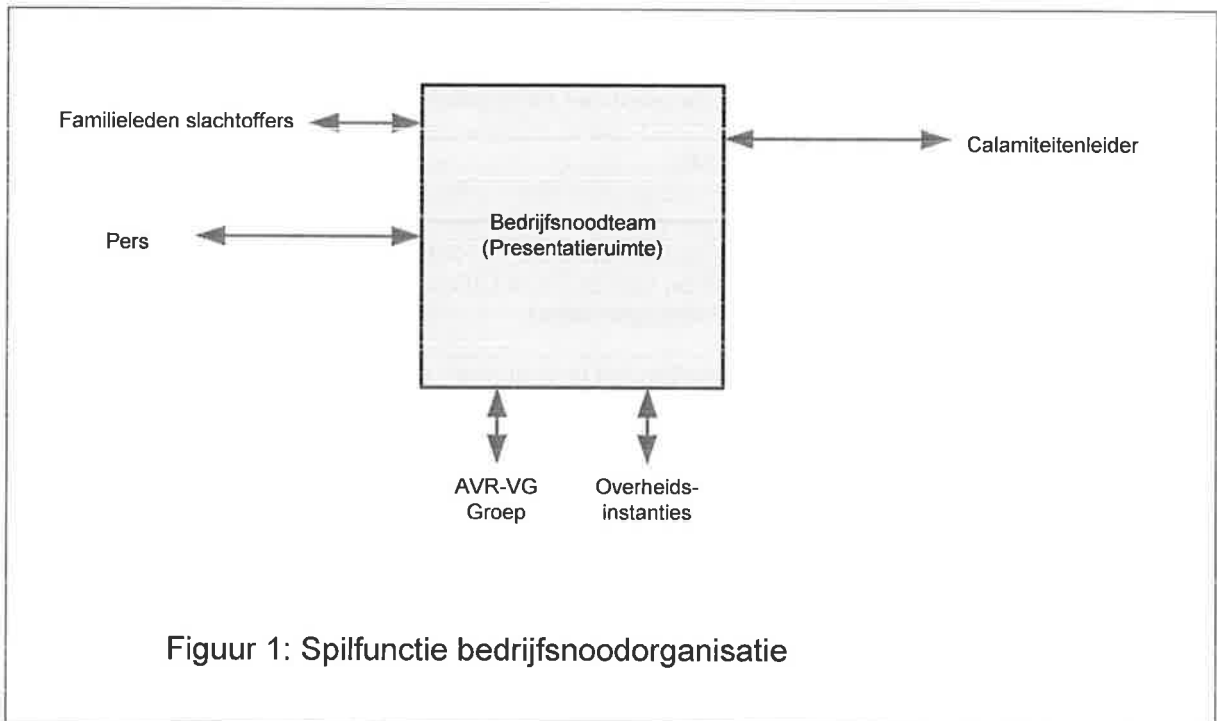 Familieleden slachtoffers
Calamiteitenleider
Pers
Bedrijfsnoodteam
(Presentatieruimte)
AVR-VG
Groep
Overheids-
instanties
Figuur 1: Spilfunctie bedrijfsnoodorganisatie